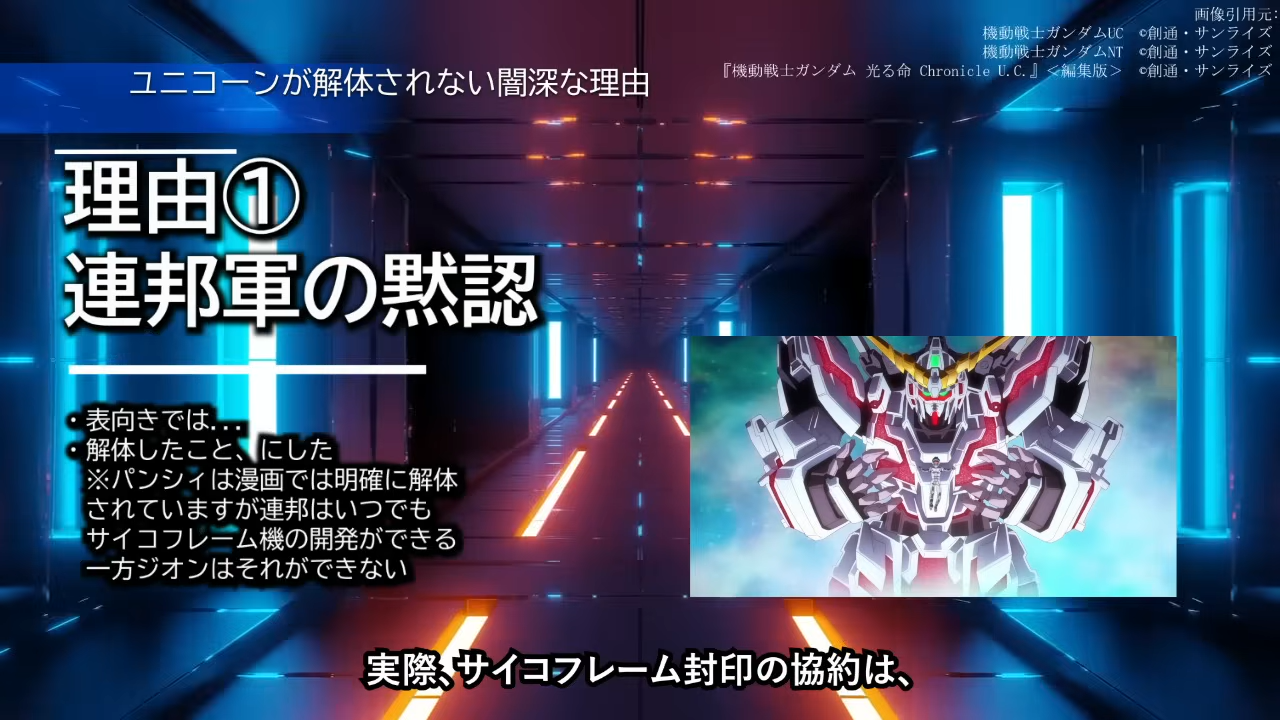 画像引用元:
機動戦士ガンダムUC ©創通・サンライズ
機動戦士ガンダムNT ©創通・サンライズ
『機動戦士ガンダム 光る命 Chronicle U.C.』＜編集版＞ ©創通・サンライズ
ユニコーンが解体されない闇深な理由
理由①
連邦軍の黙認
・表向きでは...
・解体したこと、にした
※バンシィは漫画では明確に解体
されていますが連邦はいつでも
サイコフレーム機の開発ができる
一方ジオンはそれができない
実際、サイコフレーム封印の協約は、